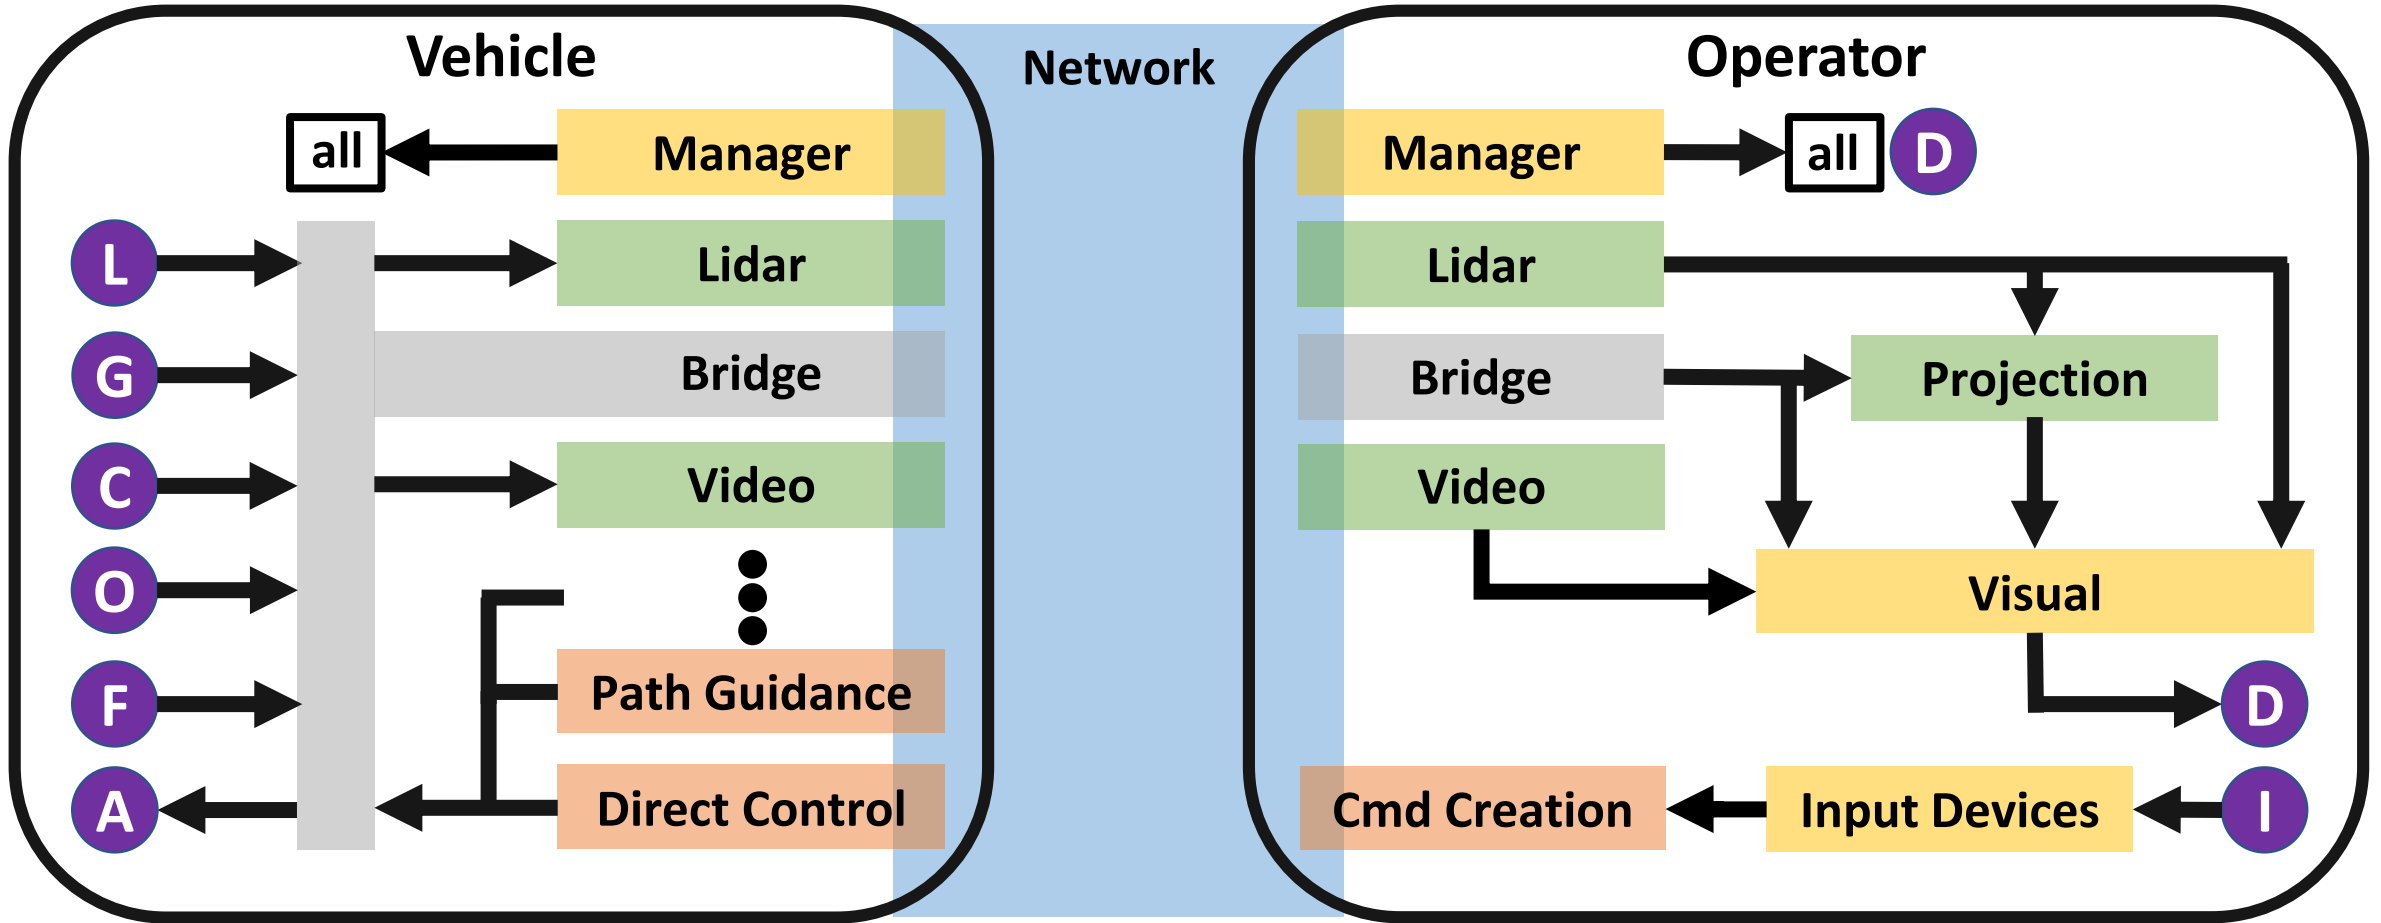 Vehicle
Network
Operator
all
Manager
Manager
all
D
L
Lidar
Lidar
G
Bridge
Bridge
Projection
C
Video
Video
O
Visual
F
Path Guidance
D
A
Direct Control
Cmd Creation
Input Devices
I